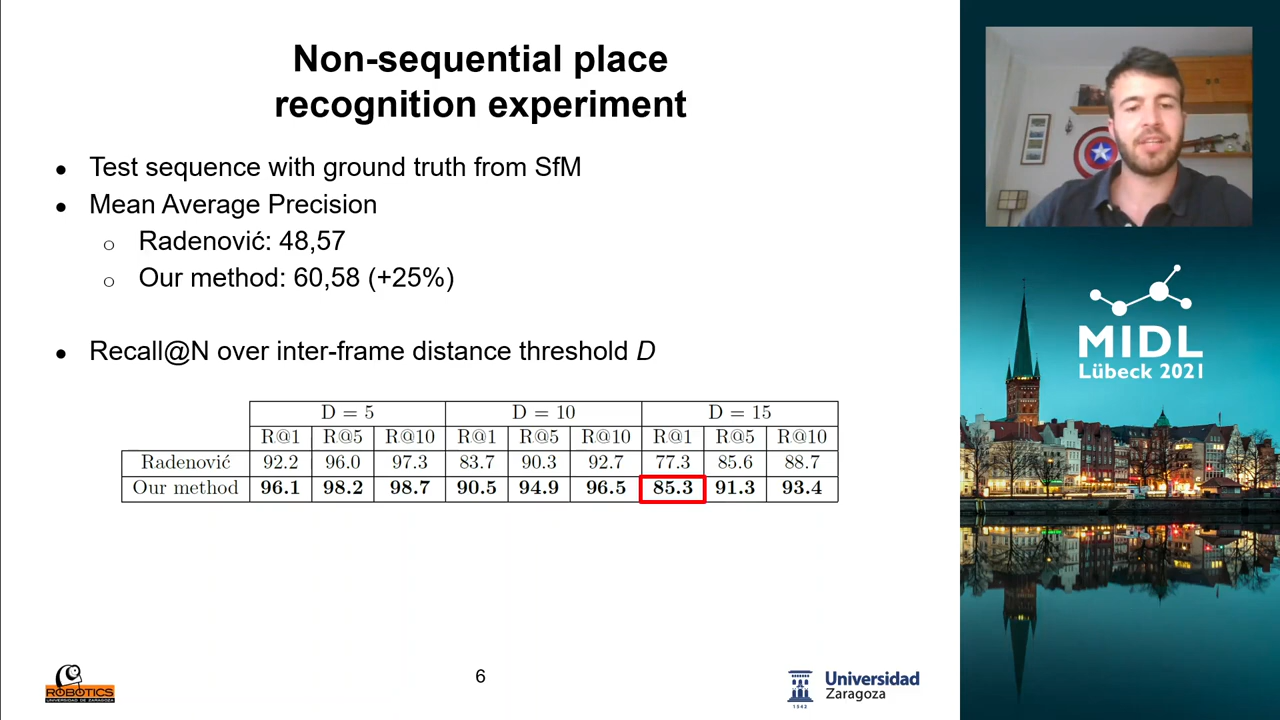 Non-sequential place
recognition experiment
● Test sequence with ground truth from SfM
● Mean Average Precision
○ Radenović: 48,57
○ Our method: 60,58 (+25%)
● Recall@N over inter-frame distance threshold D
D = 5 D = 10 D = 15
R@1 R@5 R@10 R@1 R@5 R@10 R@1 R@5 R@10
Radenović 92.2 96.0 97.3 83.7 90.3 92.7 77.3 85.6 88.7
Our method 96.1 98.2 98.7 90.5 94.9 96.5 85.3 91.3 93.4
ROBOTICS
UNIVERSIDAD DE ZARAGOZA
6
1542
Universidad
Zaragoza
MIDL
Lübeck 2021